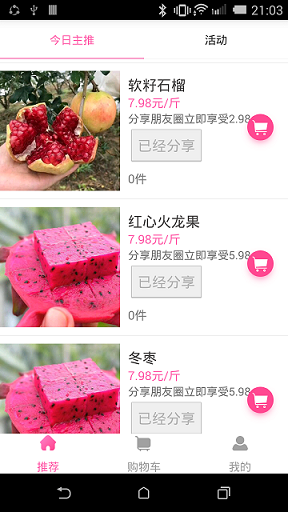 21:03
今日主推
活动
软籽石榴
7.98元/斤
分享朋友圈立即享受2.98
已经分享
0件
红心火龙果
7.98元/斤
分享朋友圈立即享受5.98
已经分享
0件
冬枣
7.98元/斤
分享朋友圈立即享受5.98
已经分享
推荐
购物车
我的